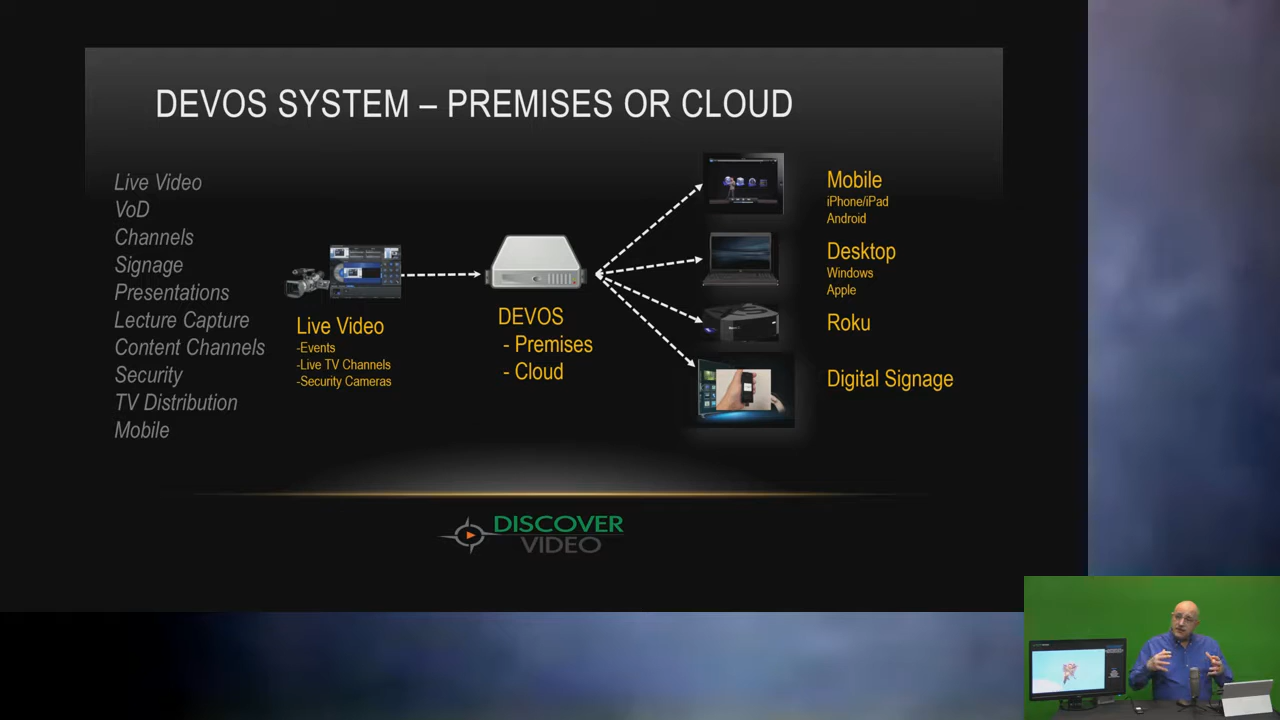 DEVOS SYSTEM – PREMISES OR CLOUD
Live Video
VoD
Channels
Signage
Presentations
Lecture Capture
Content Channels
Security
TV Distribution
Mobile
Live Video
-Events
-Live TV Channels
-Security Cameras
DEVOS
- Premises
- Cloud
Mobile
iPhone/iPad
Android
Desktop
Windows
Apple
Roku
Digital Signage
DISCOVER
VIDEO